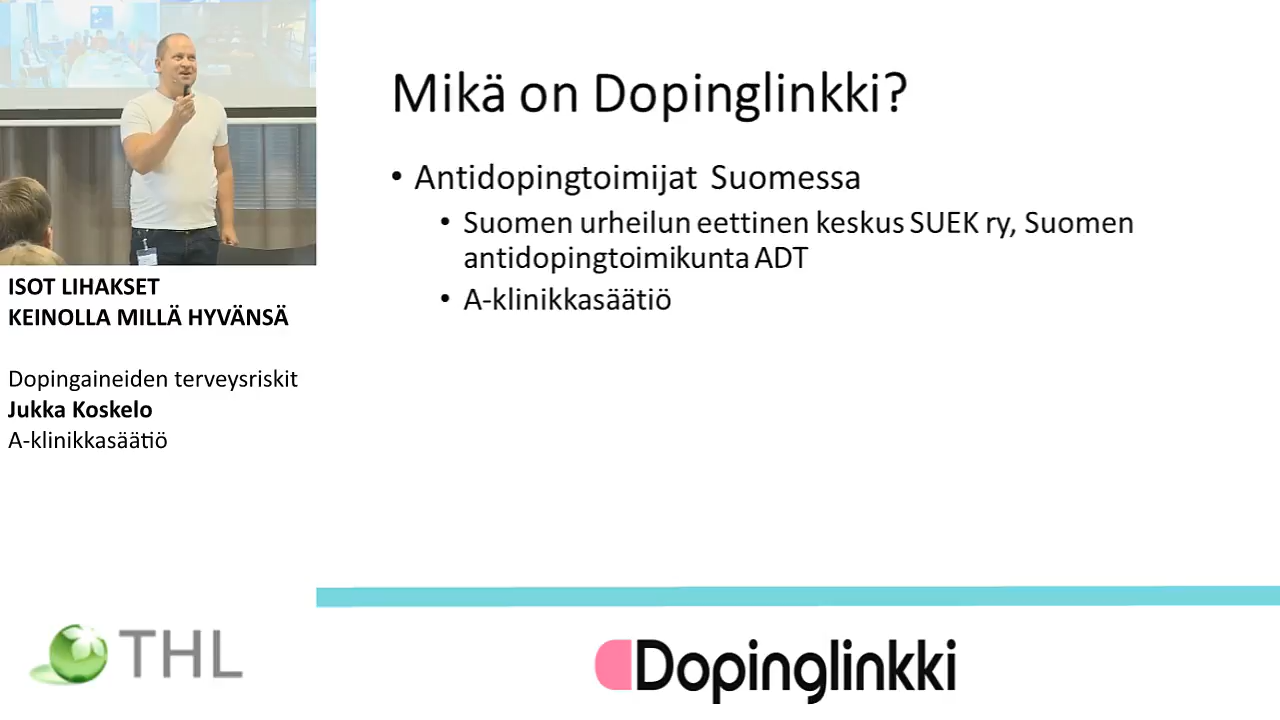 Mikä on Dopinglinkki?
• Antidopingtoimijat Suomessa
• Suomen urheilun eettinen keskus SUEK ry, Suomen
antidopingtoimikunta ADT
• A-klinikkasäätiö
ISOT LIHAKSET
KEINOLLA MILLÄ HYVÄNSÄ
Dopingaineiden terveysriskit
Jukka Koskelo
A-klinikkasäätiö
THL
Dopinglinkki